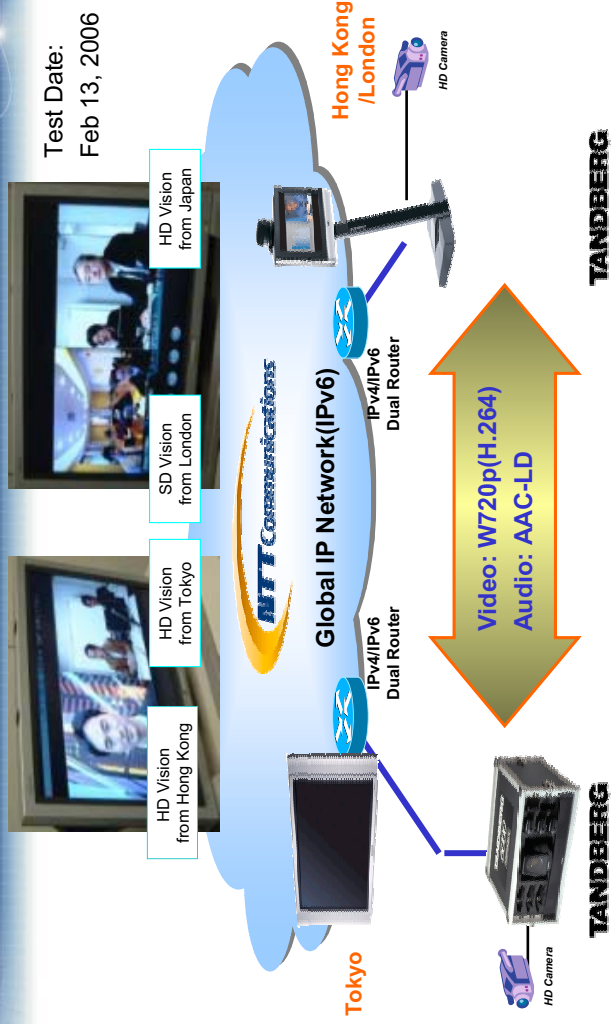 Test Date:
Feb 13, 2006
HD Vision
from Hong Kong
HD Vision
from Tokyo
SD Vision
from London
HD Vision
from Japan
NTT Communications
Global IP Network(IPv6)
Tokyo
Hong Kong
/London
IPv4/IPv6
Dual Router
IPv4/IPv6
Dual Router
HD Camera
HD Camera
Video: W720p(H.264)
Audio: AAC-LD
TANDBERG
TANDBERG
TANDBERG